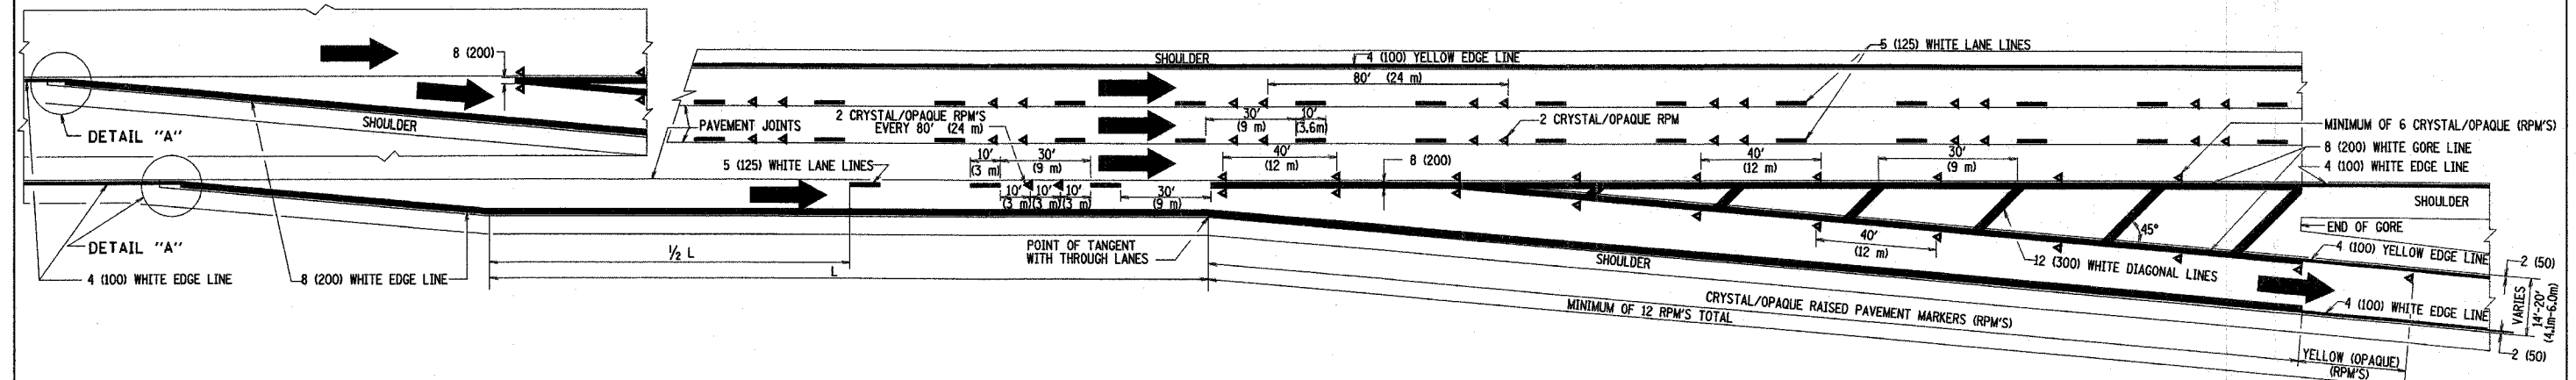 8 (200)
DETAIL "A"
SHOULDER
SHOULDER
4 (100) YELLOW EDGE LINE
5 (125) WHITE LANE LINES
80' (24 m)
2 CRYSTAL/OPAQUE RPM'S
EVERY 80' (24 m)
PAVEMENT JOINTS
30'
(9 m)
10'
(3.6m)
2 CRYSTAL/OPAQUE RPM
MINIMUM OF 6 CRYSTAL/OPAQUE (RPM'S)
8 (200) WHITE GORE LINE
4 (100) WHITE EDGE LINE
5 (125) WHITE LANE LINES
10'
(3 m)
30'
(9 m)
40'
(12 m)
8 (200)
40'
(12 m)
30'
(9 m)
10'
(3 m)
10'
(3 m)
10'
(3 m)
30'
(9 m)
SHOULDER
DETAIL "A"
4 (100) WHITE EDGE LINE
8 (200) WHITE EDGE LINE
½ L
L
POINT OF TANGENT
WITH THROUGH LANES
SHOULDER
40'
(12 m)
45°
12 (300) WHITE DIAGONAL LINES
END OF GORE
4 (100) YELLOW EDGE LINE
2 (50)
CRYSTAL/OPAQUE RAISED PAVEMENT MARKERS (RPM'S)
MINIMUM OF 12 RPM'S TOTAL
4 (100) WHITE EDGE LINE
VARIES
14'-20'
(4.1m-6.0m)
2 (50)
YELLOW (OPAQUE)
(RPM'S)